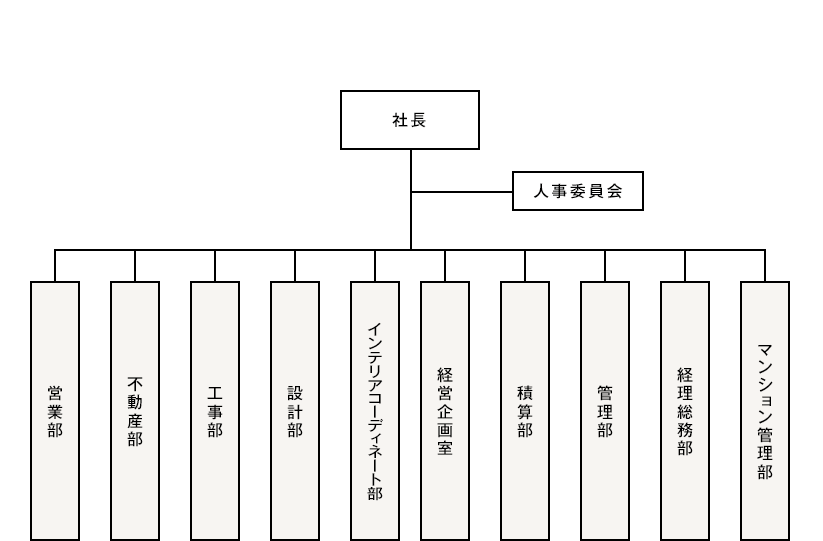 社長
人事委員会
営業部
不動産部
工事部
設計部
インテリアコーディネート部
経営企画室
積算部
管理部
経理総務部
マンション管理部